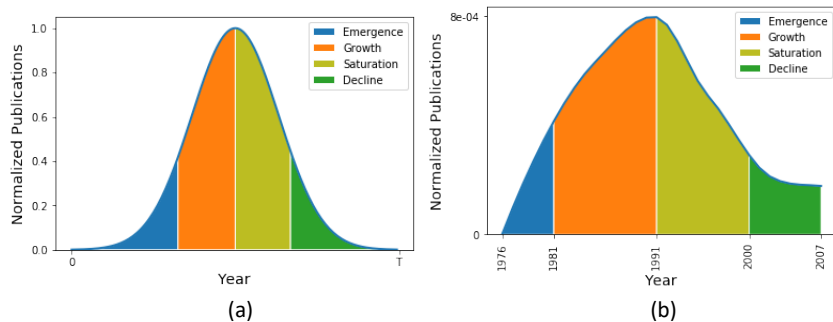 Normalized Publications
1.0
0.8
0.6
0.4
0.2
0.0
Emergence
Growth
Saturation
Decline
0
T
Year
(a)
Normalized Publications
8e-04
0
Emergence
Growth
Saturation
Decline
1976
1981
1991
2000
2007
Year
(b)